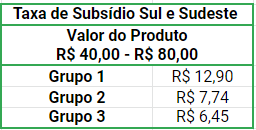 Taxa de Subsídio Sul e Sudeste
Valor do Produto
R$ 40,00 - R$ 80,00
Grupo 1 R$ 12,90
Grupo 2 R$ 7,74
Grupo 3 R$ 6,45